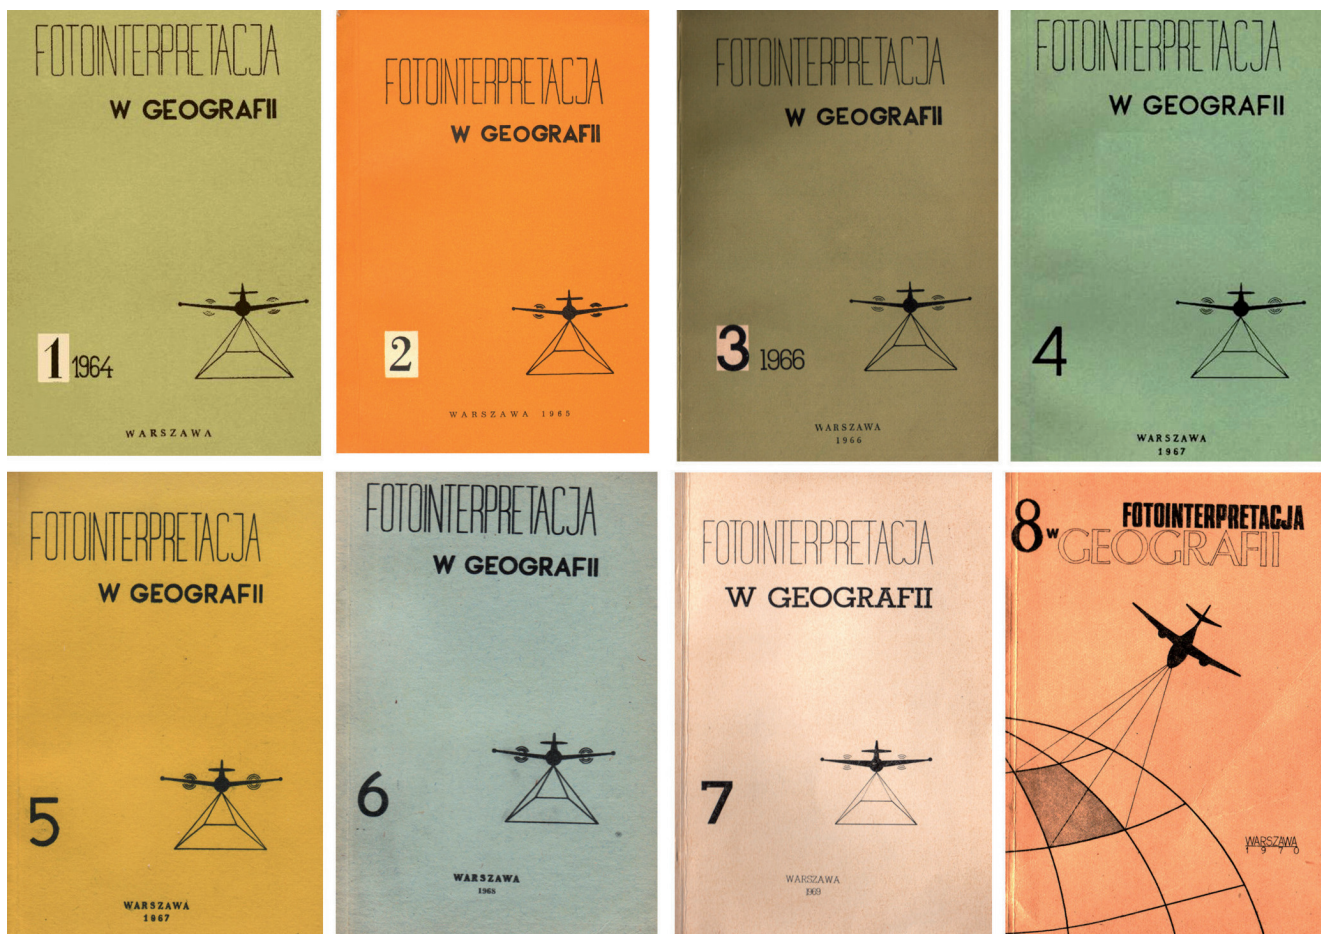 FOTOINTERPRETACJA
W GEOGRAFII
1 1964
WARSZAWA
FOTOINTERPRETACJA
W GEOGRAFII
2
WARSZAWA 1965
FOTOINTERPRETACJA
W GEOGRAFII
3 1966
WARSZAWA
1966
FOTOINTERPRETACJA
W GEOGRAFII
4
WARSZAWA
1967
FOTOINTERPRETACJA
W GEOGRAFII
5
WARSZAWA
1967
FOTOINTERPRETACJA
W GEOGRAFII
6
WARSZAWA
1968
FOTOINTERPRETACJA
W GEOGRAFII
7
WARSZAWA
1969
8 FOTOINTERPRETACJA
W GEOGRAFII
WARSZAWA
1970